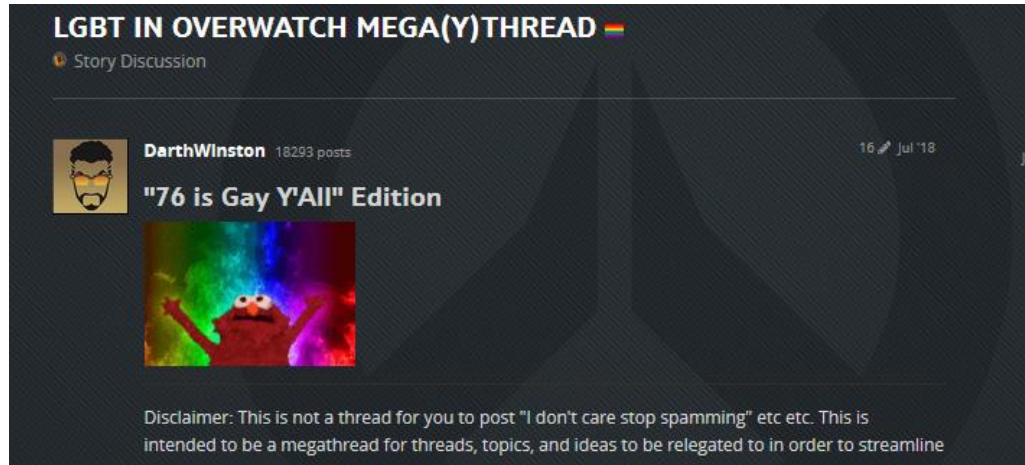 LGBT IN OVERWATCH MEGA(Y)THREAD
Story Discussion
DarthWInston 18293 posts
16 Jul '18
"76 is Gay Y'All" Edition
Disclaimer: This is not a thread for you to post "I don't care stop spamming" etc etc. This is
intended to be a megathread for threads, topics, and ideas to be relegated to in order to streamline